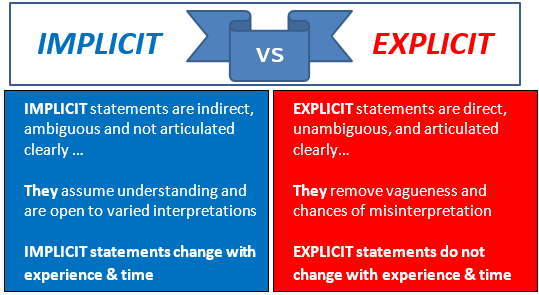 IMPLICIT
VS
EXPLICIT
IMPLICIT statements are indirect,
ambiguous and not articulated
clearly ...
They assume understanding and
are open to varied interpretations
IMPLICIT statements change with
experience & time
EXPLICIT statements are direct,
unambiguous, and articulated
clearly...
They remove vagueness and
chances of misinterpretation
EXPLICIT statements do not
change with experience & time